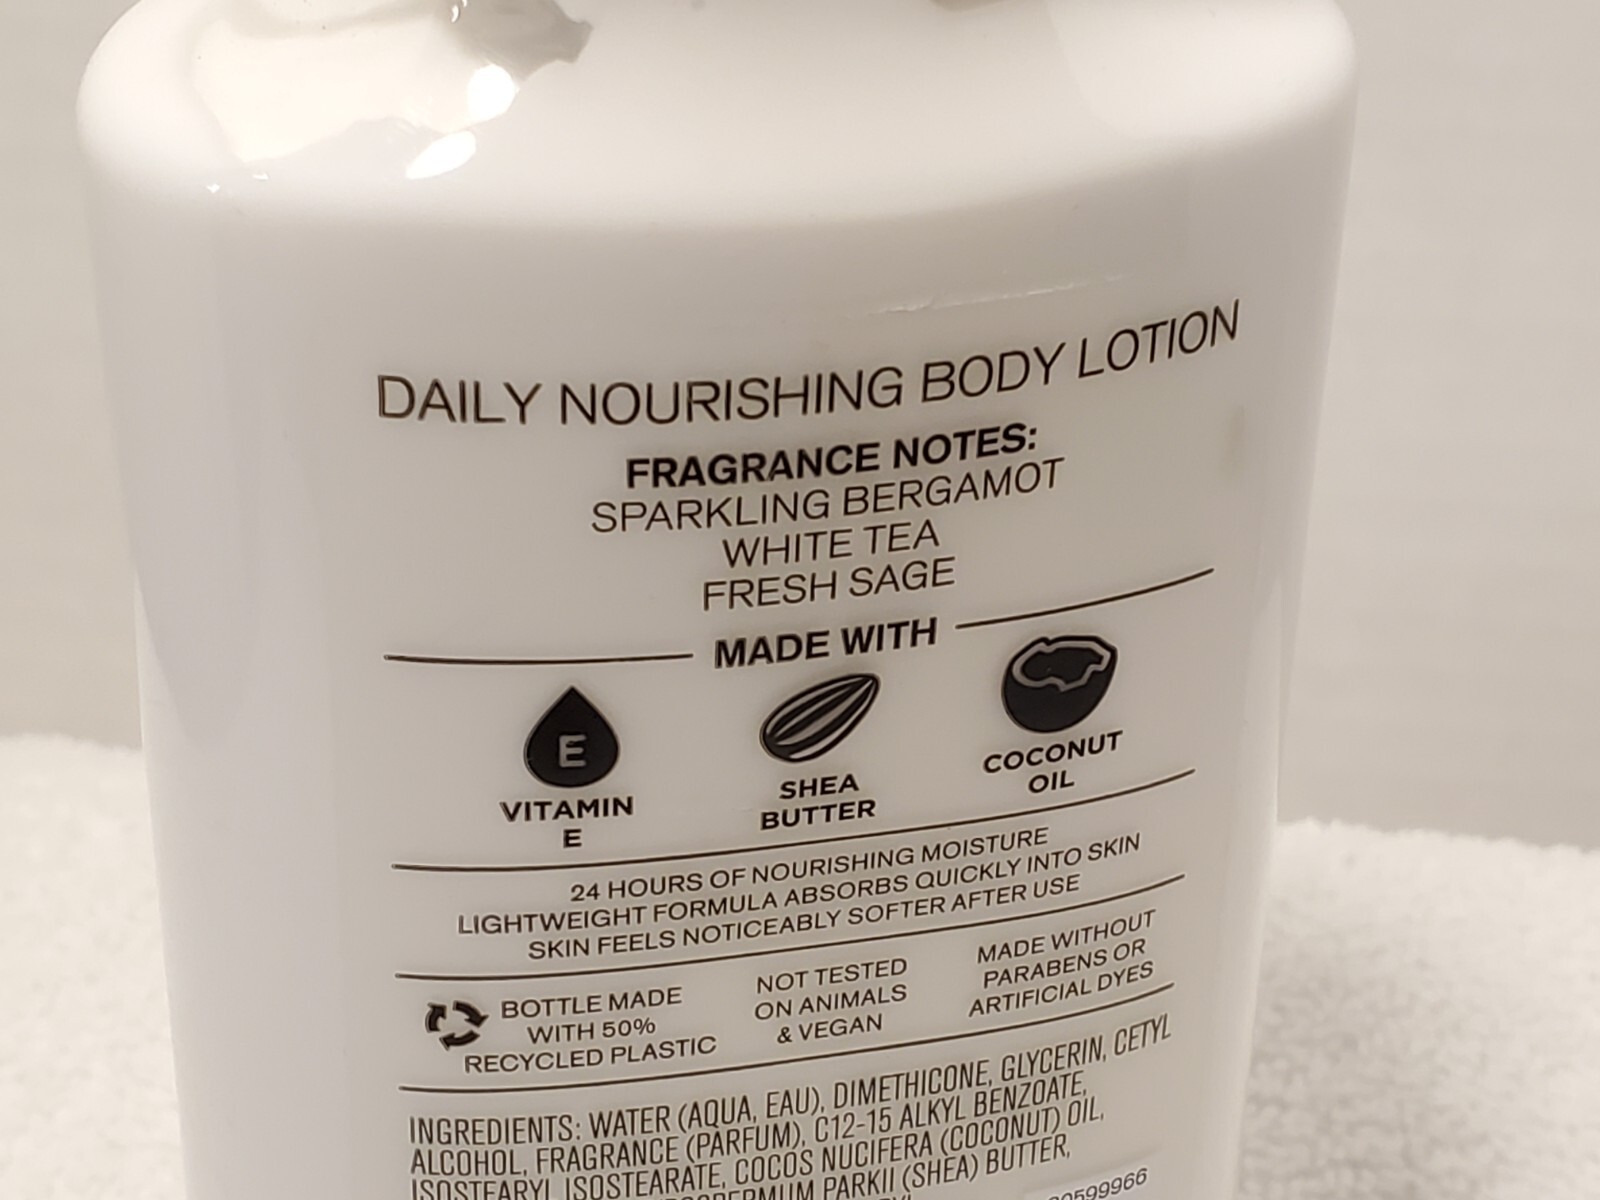 DAILY NOURISHING BODY LOTION
FRAGRANCE NOTES:
SPARKLING BERGAMOT
WHITE TEA
FRESH SAGE
MADE WITH
E
VITAMIN
E
SHEA
BUTTER
COCONUT
OIL
24 HOURS OF NOURISHING MOISTURE
LIGHTWEIGHT FORMULA ABSORBS QUICKLY INTO SKIN
SKIN FEELS NOTICEABLY SOFTER AFTER USE
BOTTLE MADE
WITH 50%
RECYCLED PLASTIC
NOT TESTED
ON ANIMALS
& VEGAN
MADE WITHOUT
PARABENS OR
ARTIFICIAL DYES
INGREDIENTS: WATER (AQUA, EAU), DIMETHICONE, GLYCERIN, CETYL
ALCOHOL, FRAGRANCE (PARFUM), C12-15 ALKYL BENZOATE,
ISOSTEARYL ISOSTEARATE, COCOS NUCIFERA (COCONUT) OIL,
PARKII (SHEA) BUTTER,